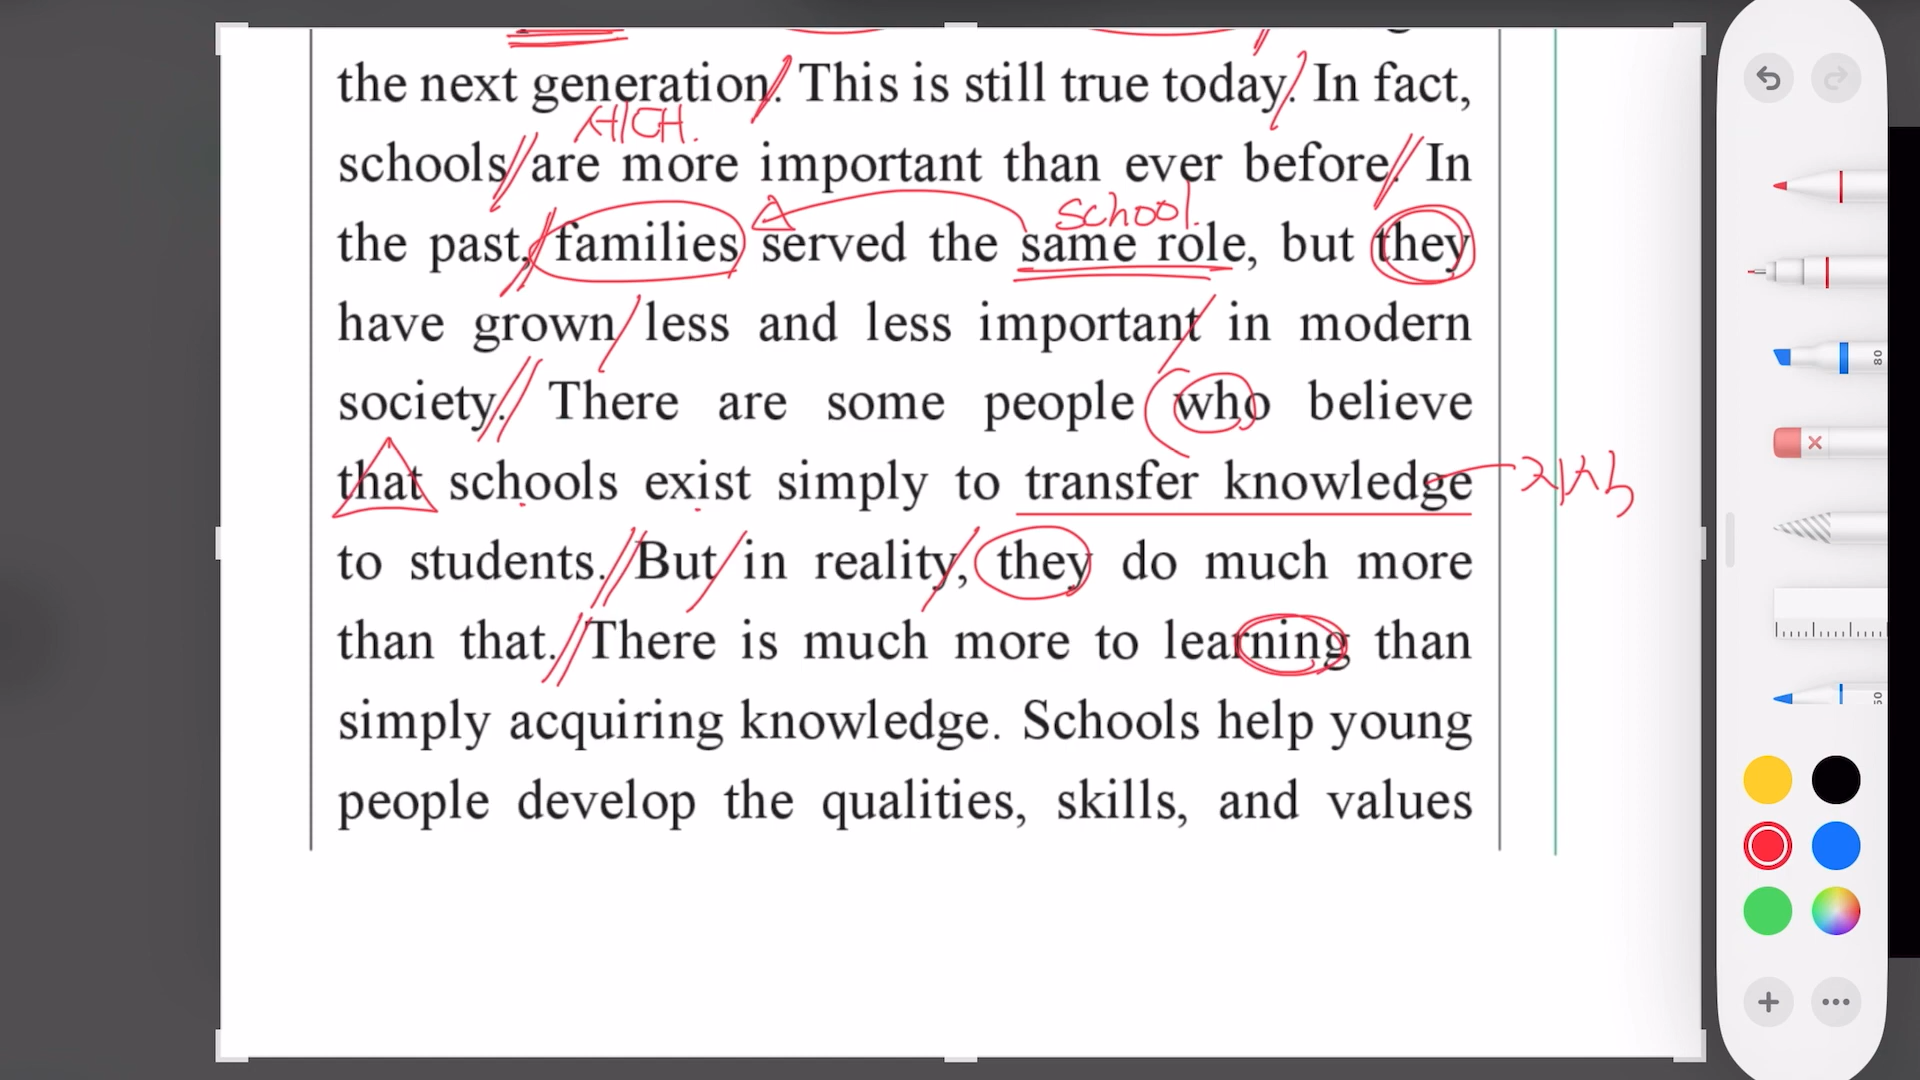 the next generation. This is still true today. In fact,
세대.
schools are more important than ever before. In
school.
the past, families served the same role, but they
have grown less and less important in modern
society. There are some people who believe
that schools exist simply to transfer knowledge
지식
to students. But in reality, they do much more
than that. There is much more to learning than
simply acquiring knowledge. Schools help young
people develop the qualities, skills, and values
80
50